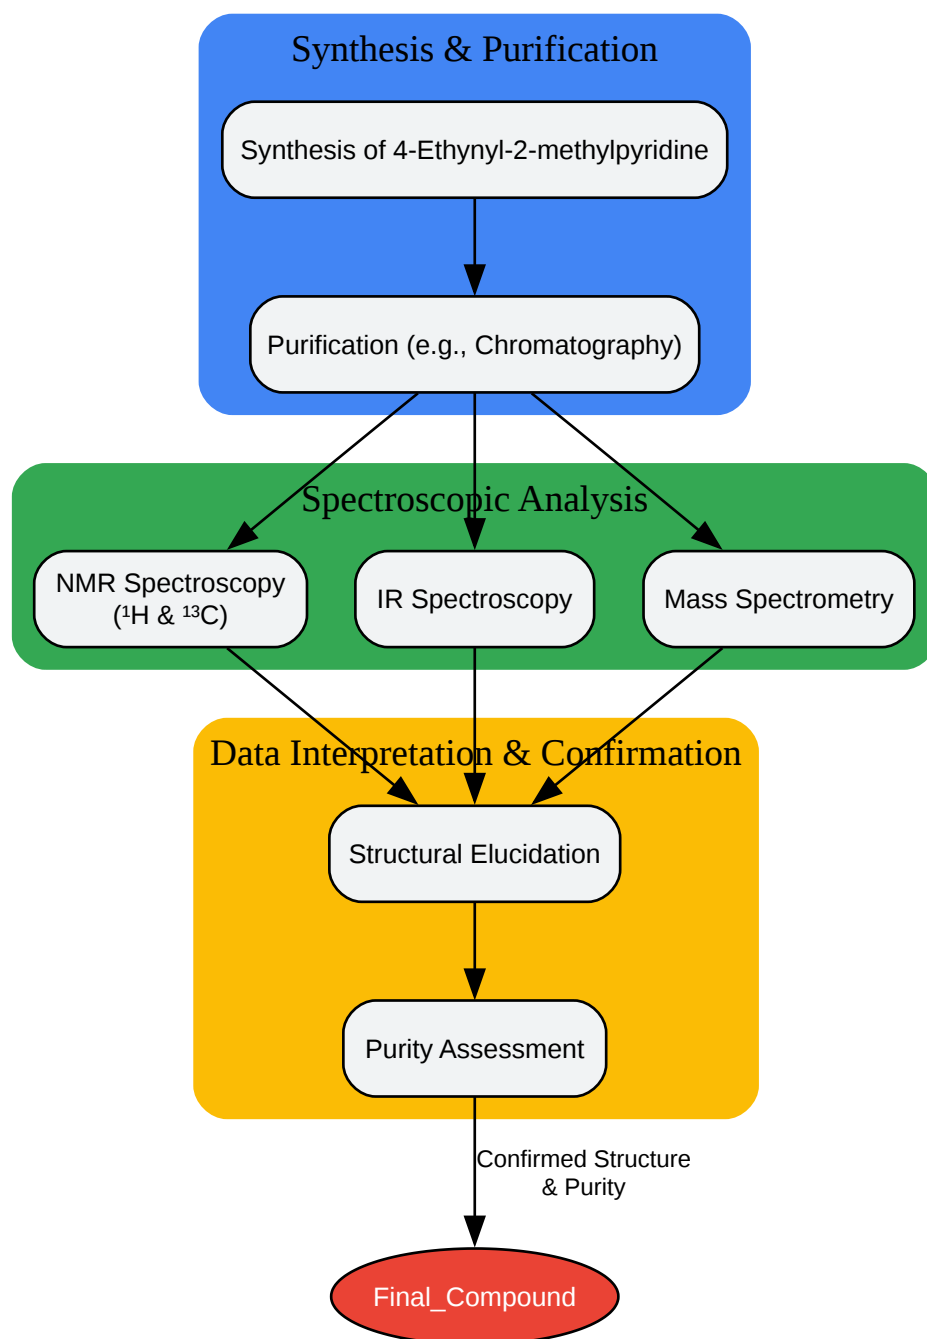 Synthesis & Purification
Synthesis of 4-Ethynyl-2-methylpyridine
Purification (e.g., Chromatography)
Spectroscopic Analysis
NMR Spectroscopy
(¹H & ¹³C)
IR Spectroscopy
Mass Spectrometry
Data Interpretation & Confirmation
Structural Elucidation
Purity Assessment
Confirmed Structure
& Purity
Final_Compound